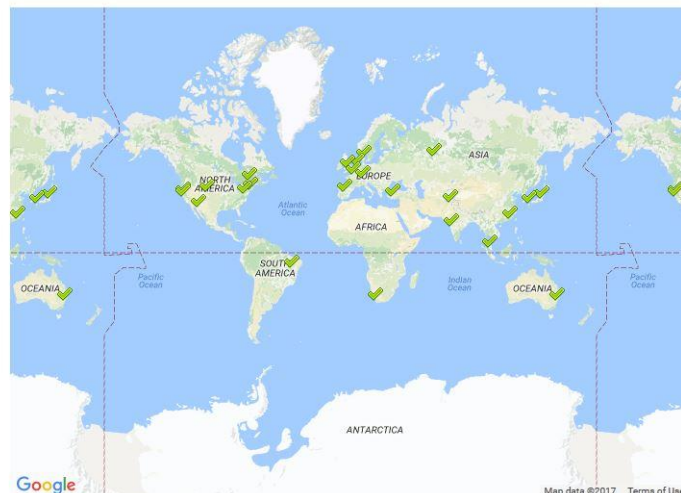 ASIA
NORTH
AMERICA
EUROPE
Atlantic
Ocean
AFRICA
SOUTH
AMERICA
OCEANIA
Pacific
Ocean
Indian
Ocean
OCEANIA
Pacific
Ocean
ANTARCTICA
Google
Map data ©2017 Terms of Use